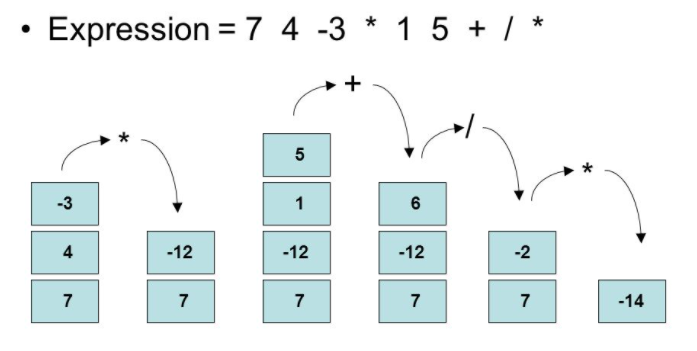 • Expression = 7 4 -3 * 1 5 + / *
+
* 5 /
-3 1 6 *
4 -12 -12 -12 -2
7 7 7 7 7 -14